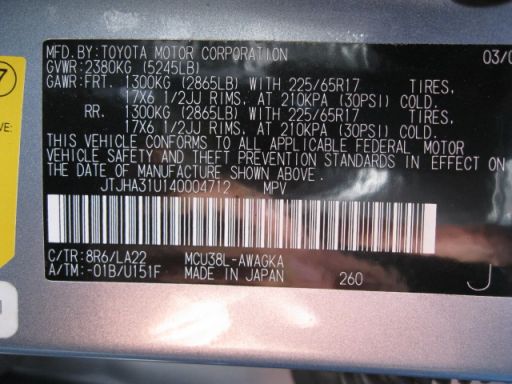 MFD.BY:TOYOTA MOTOR CORPORATION 03/0
GVWR:2380KG (5245LB)
GAWR:FRT. 1300KG (2865LB) WITH 225/65R17 TIRES,
17X6 1/2JJ RIMS, AT 210KPA (30PSI) COLD.
RR. 1300KG (2865LB) WITH 225/65R17 TIRES,
17X6 1/2JJ RIMS, AT 210KPA (30PSI) COLD.
THIS VEHICLE CONFORMS TO ALL APPLICABLE FEDERAL MOTOR
VEHICLE SAFETY AND THEFT PREVENTION STANDARDS IN EFFECT ON
THE DATE OF MANUFACTURE SHOWN ABOVE.
JTJHA31U140004712 MPV
C/TR:8R6/LA22 MCU38L-AWAGKA
A/TM:-01B/U151F MADE IN JAPAN 260 J
7
VE: